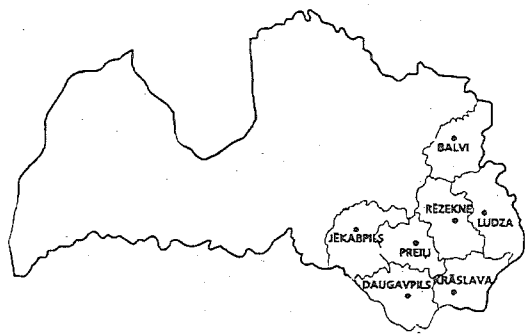 BALVI
RĒZEKNE
LUDZA
JĒKABPILS
PREIĻI
DAUGAVPILS
KRĀSLAVA